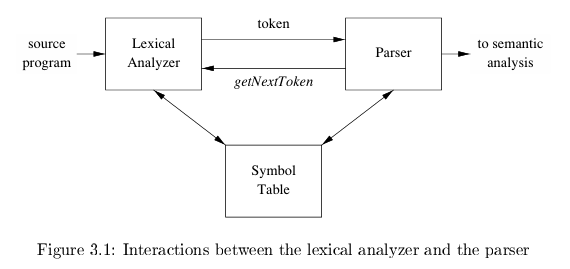 source
program
Lexical
Analyzer
token
getNextToken
Parser
to semantic
analysis
Symbol
Table
Figure 3.1: Interactions between the lexical analyzer and the parser